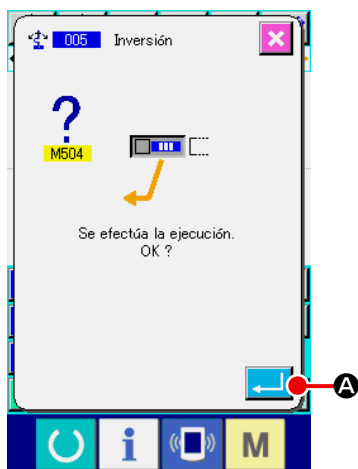 005 Inversión
?
M504
Se efectúa la ejecución.
OK ?
A
i
M